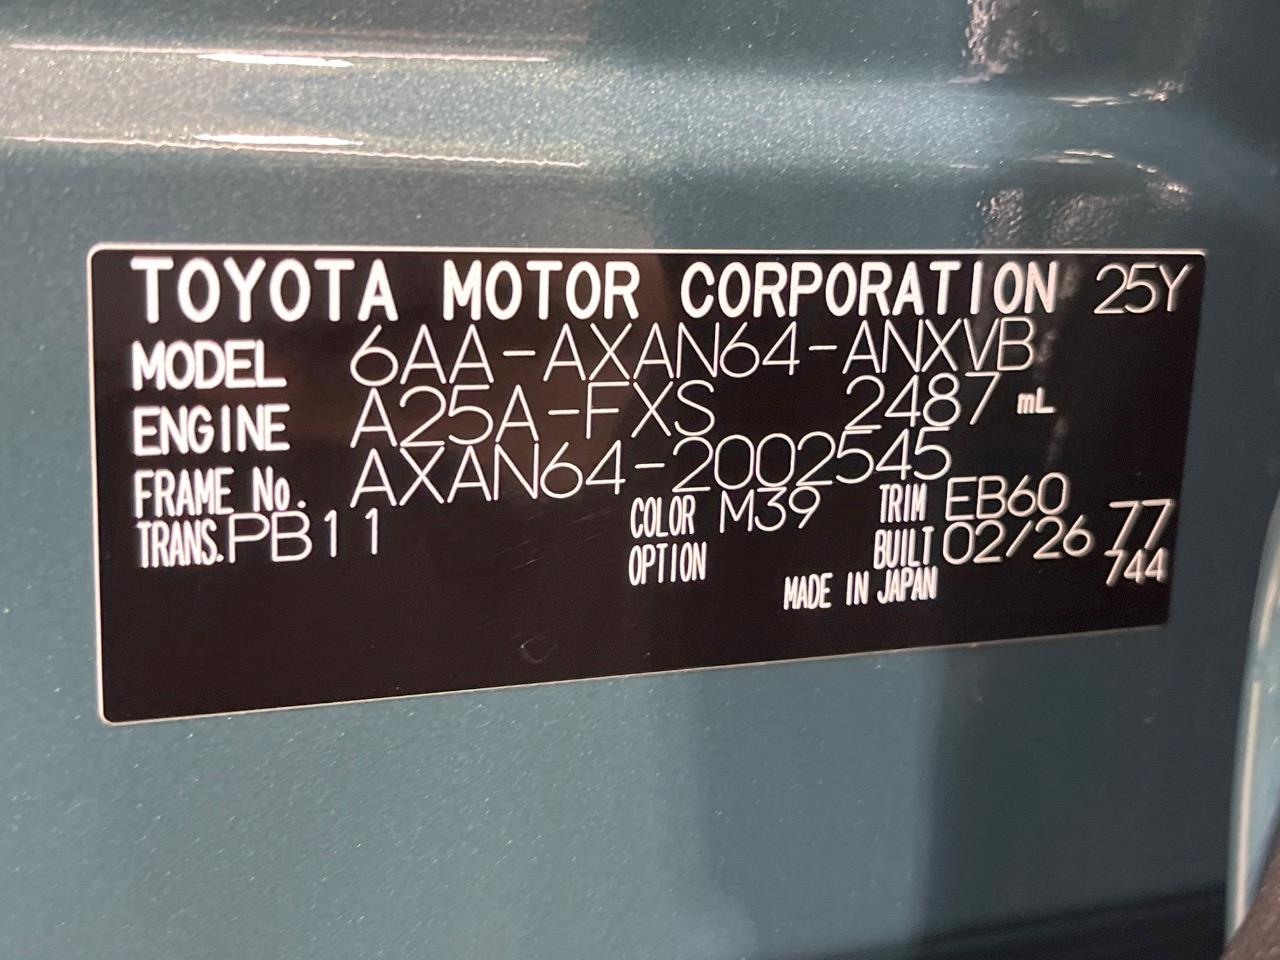 TOYOTA MOTOR CORPORATION 25Y
MODEL 6AA-AXAN64-ANXVB
ENGINE A25A-FXS 2487 mL
FRAME No. AXAN64-2002545
TRANS. PB11 COLOR M39 TRIM EB60
OPTION BUILT 02/26 77
MADE IN JAPAN 744